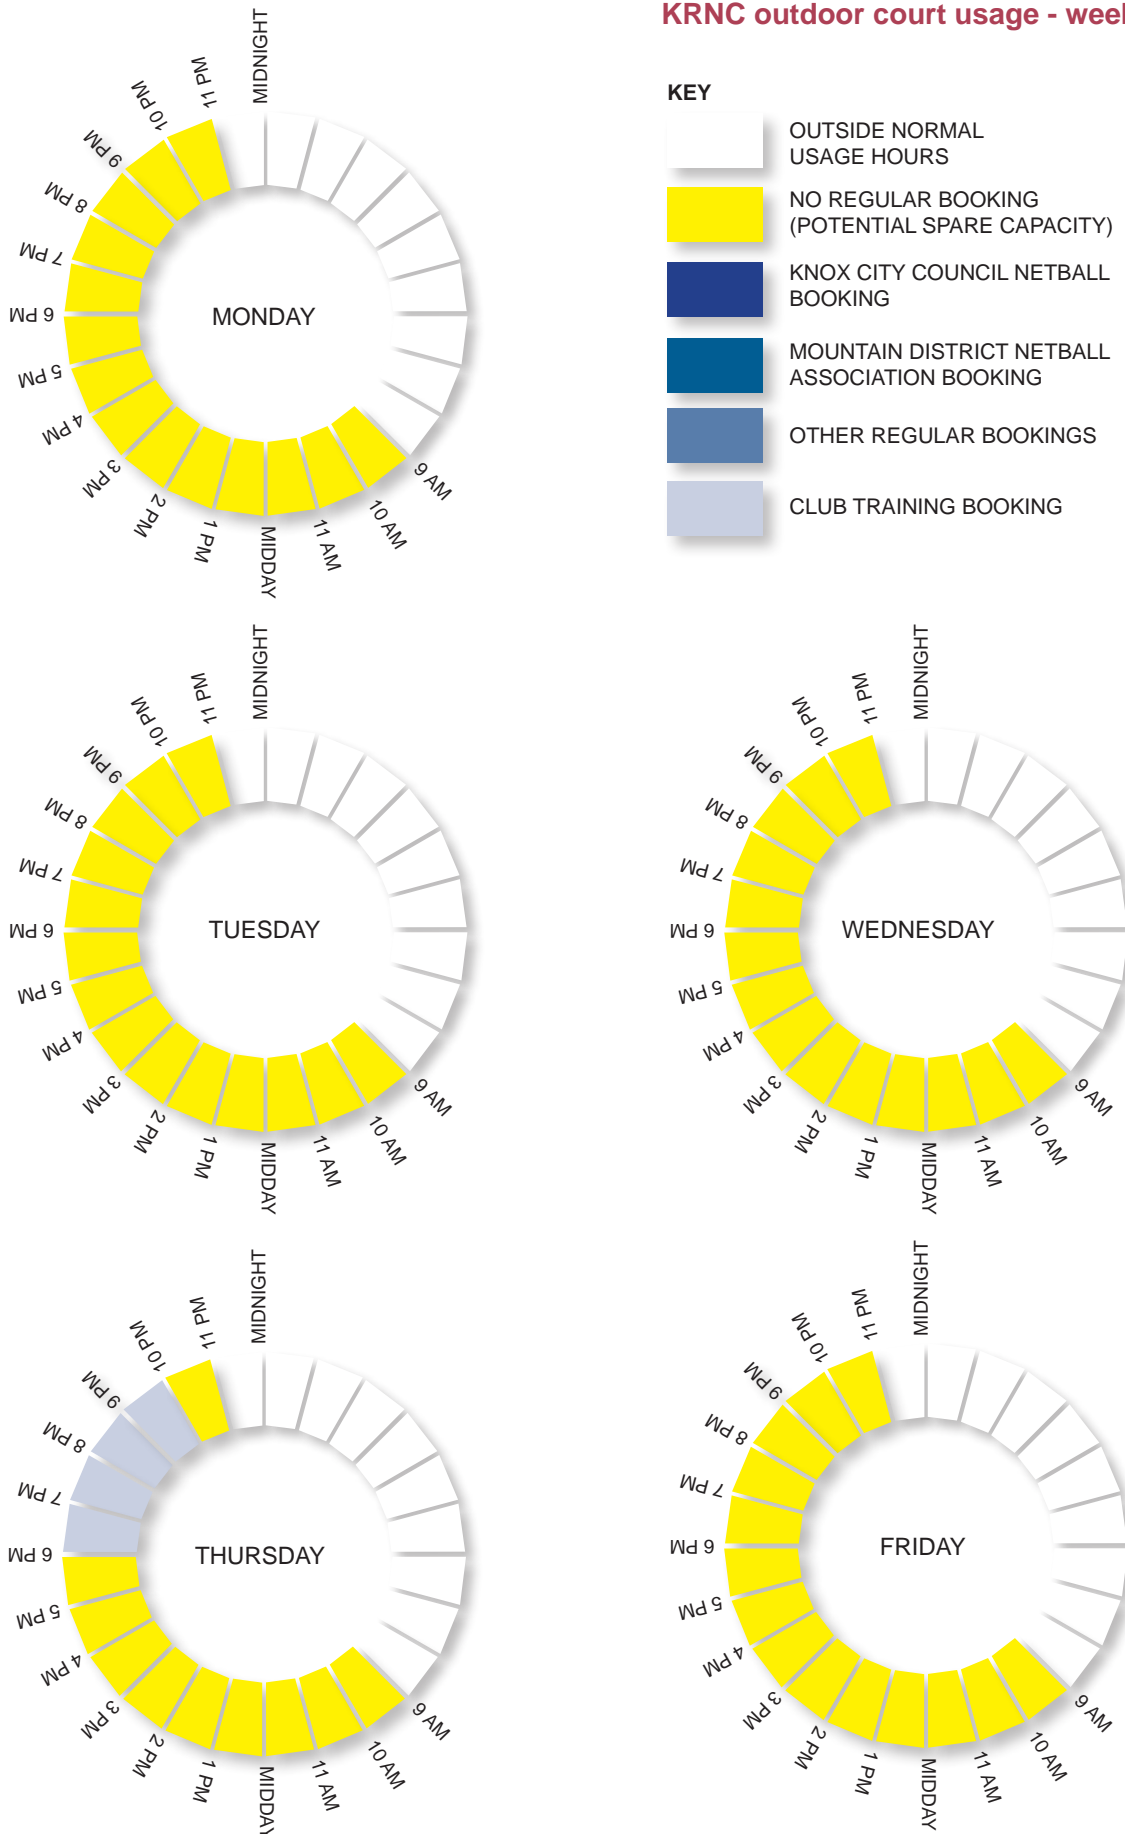 KRNC outdoor court usage - week
KEY
OUTSIDE NORMAL
USAGE HOURS
NO REGULAR BOOKING
(POTENTIAL SPARE CAPACITY)
KNOX CITY COUNCIL NETBALL
BOOKING
MOUNTAIN DISTRICT NETBALL
ASSOCIATION BOOKING
OTHER REGULAR BOOKINGS
CLUB TRAINING BOOKING
MONDAY
MIDNIGHT
9 AM
10 AM
11 AM
MIDDAY
1 PM
2 PM
3 PM
4 PM
5 PM
6 PM
7 PM
8 PM
9 PM
10 PM
11 PM
TUESDAY
MIDNIGHT
9 AM
10 AM
11 AM
MIDDAY
1 PM
2 PM
3 PM
4 PM
5 PM
6 PM
7 PM
8 PM
9 PM
10 PM
11 PM
WEDNESDAY
MIDNIGHT
9 AM
10 AM
11 AM
MIDDAY
1 PM
2 PM
3 PM
4 PM
5 PM
6 PM
7 PM
8 PM
9 PM
10 PM
11 PM
THURSDAY
MIDNIGHT
9 AM
10 AM
11 AM
MIDDAY
1 PM
2 PM
3 PM
4 PM
5 PM
6 PM
7 PM
8 PM
9 PM
10 PM
11 PM
FRIDAY
MIDNIGHT
9 AM
10 AM
11 AM
MIDDAY
1 PM
2 PM
3 PM
4 PM
5 PM
6 PM
7 PM
8 PM
9 PM
10 PM
11 PM